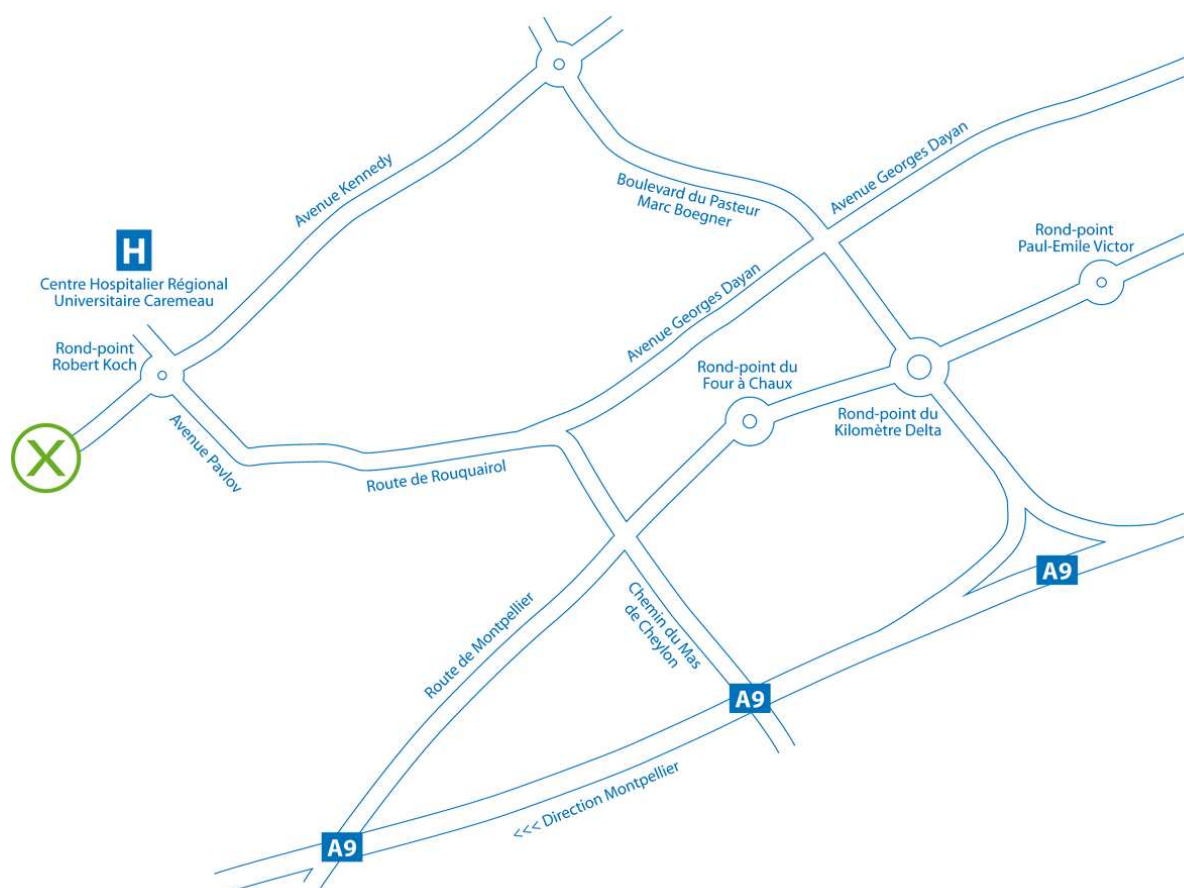 Avenue Kennedy
Boulevard du Pasteur
Marc Boegner
Avenue Georges Dayan
Rond-point
Paul-Emile Victor
H
Centre Hospitalier Régional
Universitaire Caremeau
Avenue Georges Dayan
Rond-point
Robert Koch
Rond-point du
Four à Chaux
Rond-point du
Kilomètre Delta
X
Avenue Pavlov
Route de Rouquairol
A9
Chemin du Mas
de Cheylon
Route de Montpellier
A9
<<< Direction Montpellier
A9